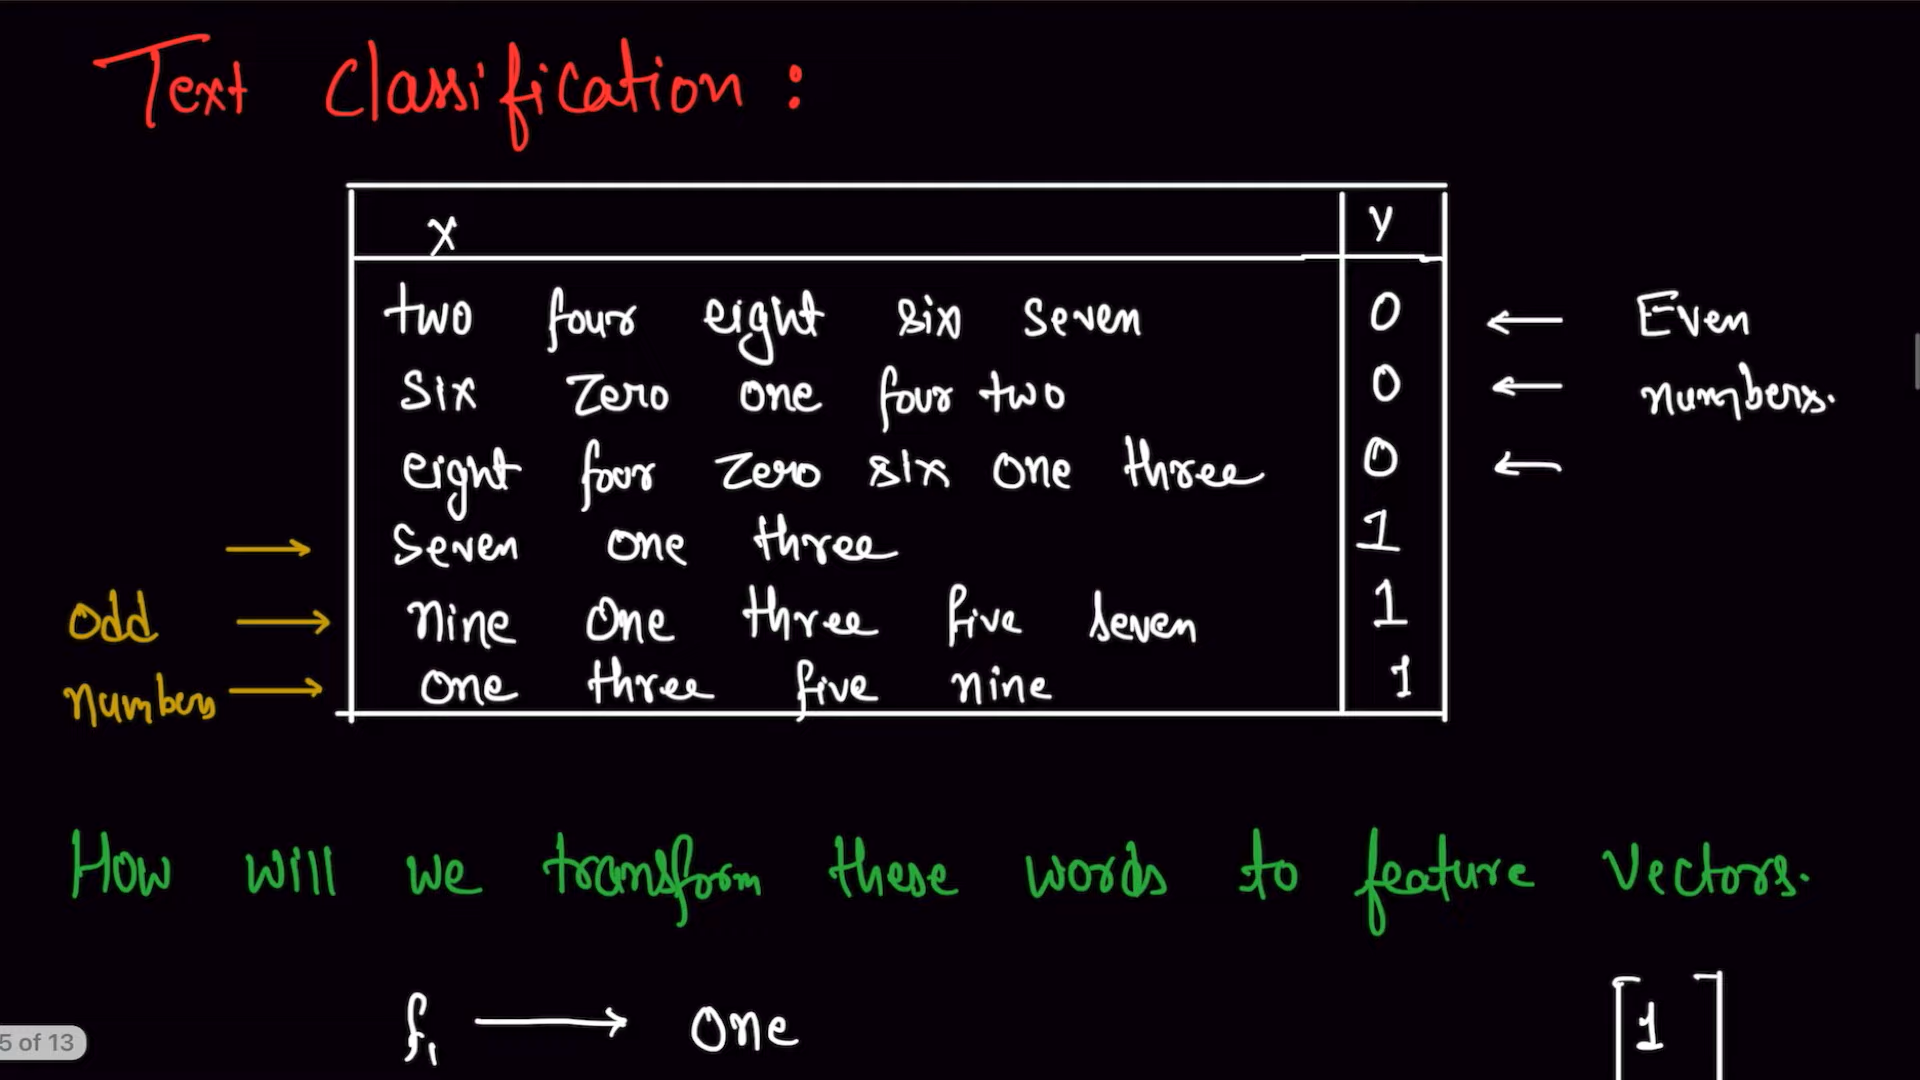 Text Classification :
X Y
two four eight six seven 0 ← Even
six zero one four two 0 ← numbers.
eight four zero six one three 0 ←
→ seven one three 1
odd → nine one three five seven 1
numbers → one three five nine 1
How will we transform these words to feature vectors.
f₁ → one [1]
5 of 13